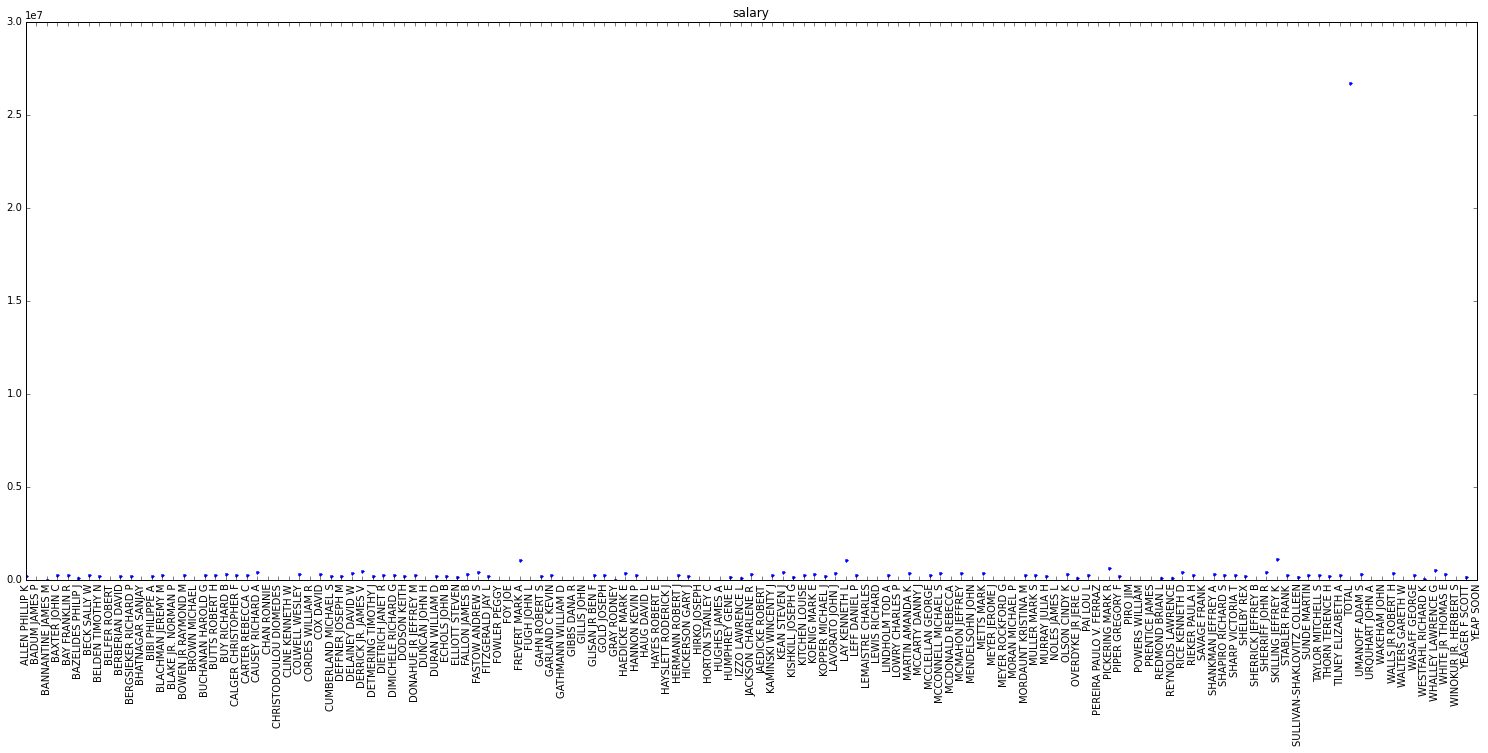 salary
1e7
3.0
2.5
2.0
1.5
1.0
0.5
0.0
ALLEN PHILLIP K
BADUM JAMES P
BANNANTINE JAMES M
BAXTER JOHN C
BAY FRANKLIN R
BAZELIDES PHILIP J
BECK SALLY W
BELDEN TIMOTHY N
BELFER ROBERT
BERBERIAN DAVID
BERGSIEKER RICHARD P
BHATNAGAR SANJAY
BIBI PHILIPPE A
BLACHMAN JEREMY M
BLAKE JR. NORMAN P
BOWEN JR RAYMOND M
BROWN MICHAEL
BUCHANAN HAROLD G
BUTTS ROBERT H
BUY RICHARD B
CALGER CHRISTOPHER F
CARTER REBECCA C
CAUSEY RICHARD A
CHAN RONNIE
CHRISTODOULOU DIOMEDES
CLINE KENNETH W
COLWELL WESLEY
CORDES WILLIAM R
COX DAVID
CUMBERLAND MICHAEL S
DEFFNER JOSEPH M
DELAINEY DAVID W
DERRICK JR. JAMES V
DETMERING TIMOTHY J
DIETRICH JANET R
DIMICHELE RICHARD G
DODSON KEITH
DONAHUE JR JEFFREY M
DUNCAN JOHN H
DURAN WILLIAM D
ECHOLS JOHN B
ELLIOTT STEVEN
FALLON JAMES B
FASTOW ANDREW S
FITZGERALD JAY L
FOWLER PEGGY
FOY JOE
FREVERT MARK A
FUGH JOHN L
GAHN ROBERT S
GARLAND C KEVIN
GATHMANN WILLIAM D
GIBBS DANA R
GILLIS JOHN
GLISAN JR BEN F
GOLD JOSEPH
GRAY RODNEY
HAEDICKE MARK E
HANNON KEVIN P
HAUG DAVID L
HAYES ROBERT E
HAYSLETT RODERICK J
HERMANN ROBERT J
HICKERSON GARY J
HIRKO JOSEPH
HORTON STANLEY C
HUGHES JAMES A
HUMPHREY GENE E
IZZO LAWRENCE L
JACKSON CHARLENE R
JAEDICKE ROBERT
KAMINSKI WINCENTY J
KEAN STEVEN J
KISHKILL JOSEPH G
KITCHEN LOUISE
KOENIG MARK E
KOPPER MICHAEL J
LAVORATO JOHN J
LAY KENNETH L
LEFF DANIEL P
LEMAISTRE CHARLES
LEWIS RICHARD
LINDHOLM TOD A
LOWRY CHARLES P
MARTIN AMANDA K
MCCARTY DANNY J
MCCLELLAN GEORGE
MCCONNELL MICHAEL S
MCDONALD REBECCA
MCMAHON JEFFREY
MENDELSOHN JOHN
METTS MARK
MEYER JEROME J
MEYER ROCKFORD G
MORAN MICHAEL P
MORDAUNT KRISTINA M
MULLER MARK S
MURRAY JULIA H
NOLES JAMES L
OLSON CINDY K
OVERDYKE JR JERE C
PAI LOU L
PEREIRA PAULO V. FERRAZ
PICKERING MARK R
PIPER GREGORY F
PIRO JIM
POWERS WILLIAM
PRENTICE JAMES
REDMOND BRIAN L
REYNOLDS LAWRENCE
RICE KENNETH D
RIEKER PAULA H
SAVAGE FRANK
SHANKMAN JEFFREY A
SHAPIRO RICHARD S
SHARP VICTORIA T
SHELBY REX
SHERRICK JEFFREY B
SHERRIFF JOHN R
SKILLING JEFFREY K
STABLER FRANK
SULLIVAN-SHAKLOVITZ COLLEEN
SUNDE MARTIN
TAYLOR MITCHELL S
THORN TERENCE H
TILNEY ELIZABETH A
TOTAL
UMANOFF ADAM S
URQUHART JOHN A
WAKEHAM JOHN
WALLS JR ROBERT H
WALTERS GARETH W
WASAFF GEORGE
WESTFAHL RICHARD K
WHALLEY LAWRENCE G
WHITE JR THOMAS E
WINOKUR JR. HERBERT S
YEAGER F SCOTT
YEAP SOON